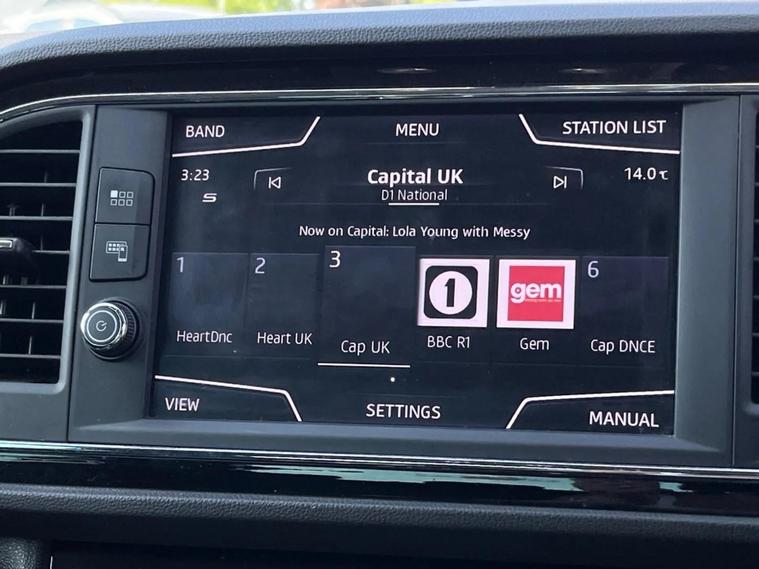 BAND
MENU
STATION LIST
3:23
Capital UK
14.0℃
D1 National
Now on Capital: Lola Young with Messy
1
2
3
1
gem
6
HeartDnc
Heart UK
Cap UK
BBC R1
Gem
Cap DNCE
VIEW
SETTINGS
MANUAL